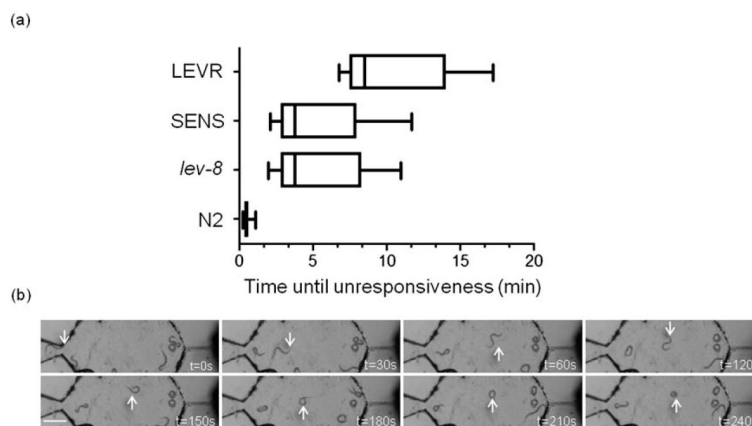 (a)
LEVR
SENS
lev-8
N2
0 5 10 15 20
Time until unresponsiveness (min)
(b)
t=0s t=30s t=60s t=120
t=150s t=180s t=210s t=240